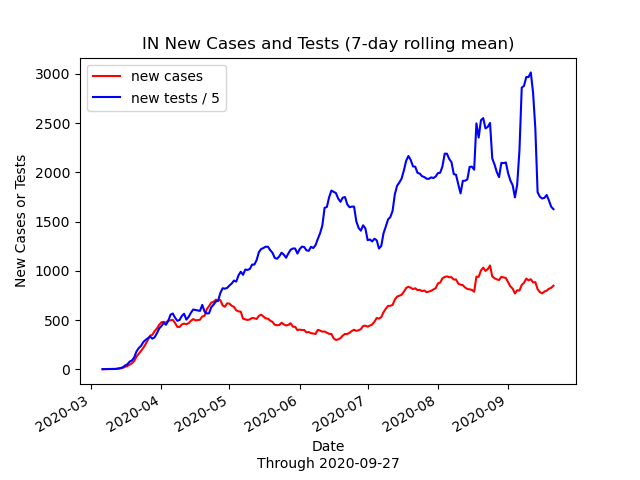 IN New Cases and Tests (7-day rolling mean)
new cases
new tests / 5
3000
2500
2000
1500
1000
500
0
New Cases or Tests
2020-03
2020-04
2020-05
2020-06
2020-07
2020-08
2020-09
Date
Through 2020-09-27